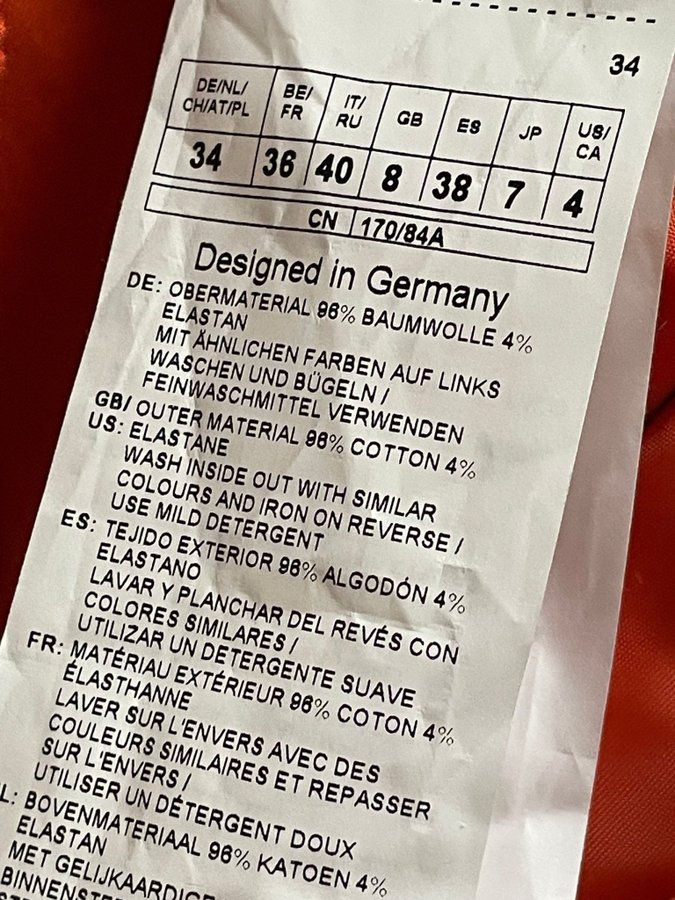 34
DE/NL/ CH/AT/PL BE/ FR IT/ RU GB ES JP US/ CA
34 36 40 8 38 7 4
CN 170/84A
Designed in Germany
DE: OBERMATERIAL 96% BAUMWOLLE 4%
ELASTAN
MIT ÄHNLICHEN FARBEN AUF LINKS
WASCHEN UND BÜGELN /
FEINWASCHMITTEL VERWENDEN
GB/ OUTER MATERIAL 96% COTTON 4%
US: ELASTANE
WASH INSIDE OUT WITH SIMILAR
COLOURS AND IRON ON REVERSE /
USE MILD DETERGENT
ES: TEJIDO EXTERIOR 96% ALGODÓN 4%
ELASTANO
LAVAR Y PLANCHAR DEL REVÉS CON
COLORES SIMILARES /
UTILIZAR UN DETERGENTE SUAVE
FR: MATÉRIAU EXTÉRIEUR 96% COTON 4%
ÉLASTHANNE
LAVER SUR L'ENVERS AVEC DES
COULEURS SIMILAIRES ET REPASSER
SUR L'ENVERS /
UTILISER UN DÉTERGENT DOUX
L: BOVENMATERIAAL 96% KATOEN 4%
ELASTAN
MET